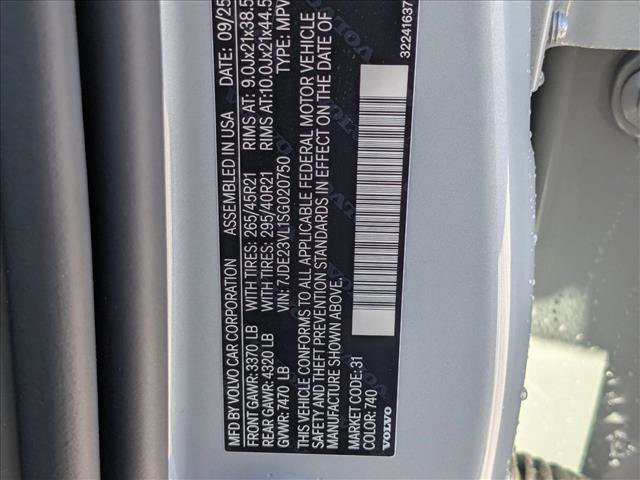 MFD BY VOLVO CAR CORPORATION ASSEMBLED IN USA DATE: 09/25
FRONT GAWR: 3370 LB WITH TIRES: 265/45R21 RIMS AT: 9.0Jx21x38.5
REAR GAWR: 4320 LB WITH TIRES: 295/40R21 RIMS AT: 10.0Jx21x44.5
GWR: 7470 LB VIN: 7JDE23VL1SG020750 TYPE: MPV
THIS VEHICLE CONFORMS TO ALL APPLICABLE FEDERAL MOTOR VEHICLE
SAFETY AND THEFT PREVENTION STANDARDS IN EFFECT ON THE DATE OF
MANUFACTURE SHOWN ABOVE.
MARKET CODE: 31
COLOR: 740
VOLVO
32241637